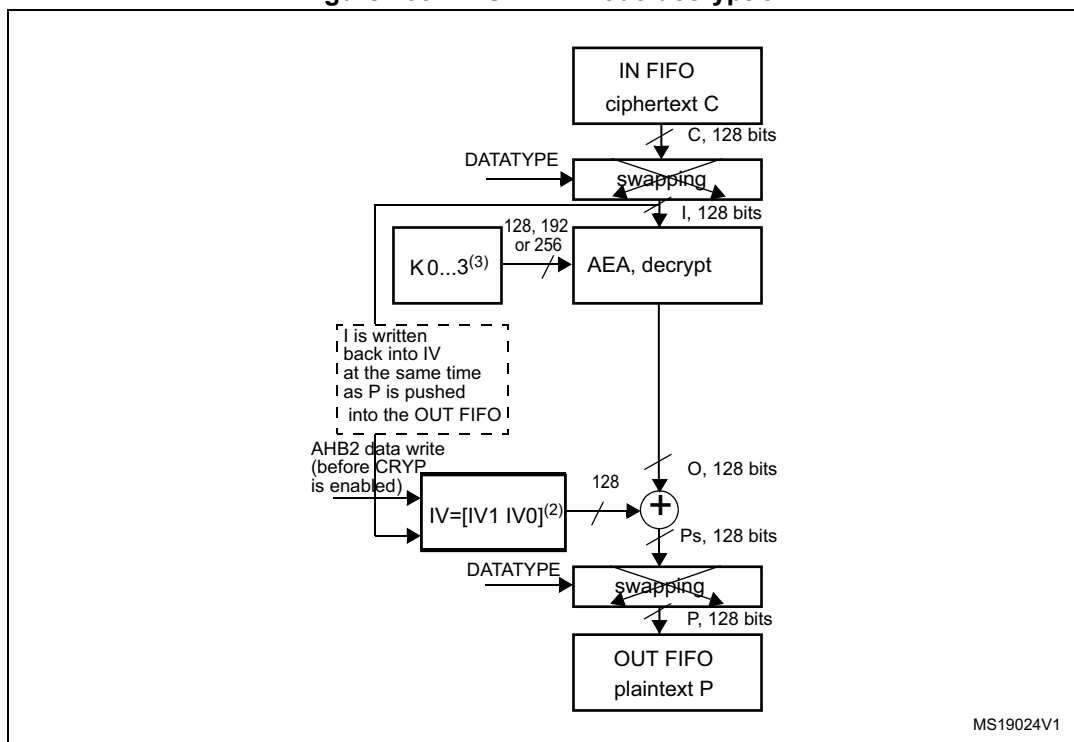 IN FIFO
ciphertext C
C, 128 bits
DATATYPE
swapping
I, 128 bits
128, 192
or 256
K 0...3(3)
AEA, decrypt
I is written
back into IV
at the same time
as P is pushed
into the OUT FIFO
AHB2 data write
(before CRYP
is enabled)
IV=[IV1 IV0](2)
128
O, 128 bits
+
Ps, 128 bits
DATATYPE
swapping
P, 128 bits
OUT FIFO
plaintext P
MS19024V1